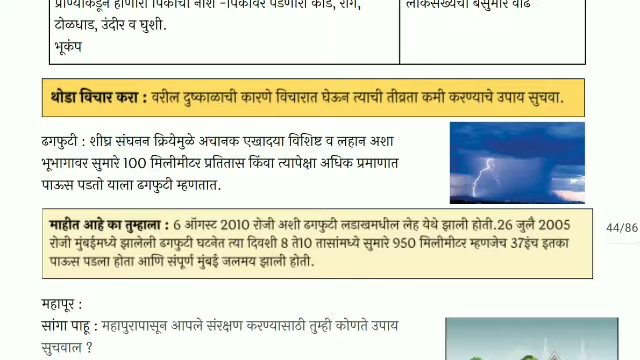 प्राण्यांकडून होणारा पिकांचा नाश -पिकांवर पडणारी कीड, रोग,
टोळधाड, उंदीर व घुशी.
भूकंप
लोकसंख्येची बेसुमार वाढ
थोडा विचार करा : वरील दुष्काळाची कारणे विचारात घेऊन त्याची तीव्रता कमी करण्याचे उपाय सुचवा.
ढगफुटी : शीघ्र संघनन क्रियेमुळे अचानक एखादया विशिष्ट व लहान अशा
भूभागावर सुमारे 100 मिलीमीटर प्रतितास किंवा त्यापेक्षा अधिक प्रमाणात
पाऊस पडतो याला ढगफुटी म्हणतात.
माहीत आहे का तुम्हाला : 6 ऑगस्ट 2010 रोजी अशी ढगफुटी लडाखमधील लेह येथे झाली होती.26 जुलै 2005
रोजी मुंबईमध्ये झालेली ढगफुटी घटनेत त्या दिवशी 8 ते10 तासांमध्ये सुमारे 950 मिलीमीटर म्हणजेच 37इंच इतका
पाऊस पडला होता आणि संपूर्ण मुंबई जलमय झाली होती.
44/86
महापूर :
सांगा पाहू : महापुरापासून आपले संरक्षण करण्यासाठी तुम्ही कोणते उपाय
सुचवाल ?